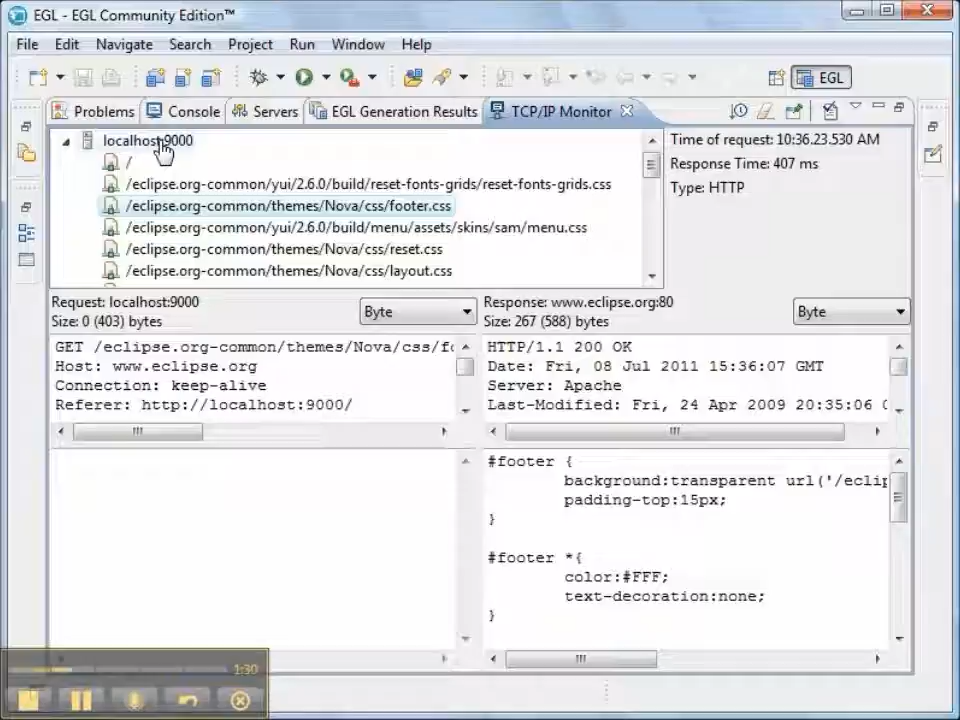 EGL - EGL Community Edition™
File Edit Navigate Search Project Run Window Help
EGL
Problems Console Servers EGL Generation Results TCP/IP Monitor
localhost:9000
/
/eclipse.org-common/yui/2.6.0/build/reset-fonts-grids/reset-fonts-grids.css
/eclipse.org-common/themes/Nova/css/footer.css
/eclipse.org-common/yui/2.6.0/build/menu/assets/skins/sam/menu.css
/eclipse.org-common/themes/Nova/css/reset.css
/eclipse.org-common/themes/Nova/css/layout.css
Time of request: 10:36.23.530 AM
Response Time: 407 ms
Type: HTTP
Request: localhost:9000
Size: 0 (403) bytes
Byte
Response: www.eclipse.org:80
Size: 267 (588) bytes
Byte
GET /eclipse.org-common/themes/Nova/css/fo
Host: www.eclipse.org
Connection: keep-alive
Referer: http://localhost:9000/
HTTP/1.1 200 OK
Date: Fri, 08 Jul 2011 15:36:07 GMT
Server: Apache
Last-Modified: Fri, 24 Apr 2009 20:35:06 G
#footer {
background:transparent url('/eclip
padding-top:15px;
}
#footer *{
color:#FFF;
text-decoration:none;
}
1:30